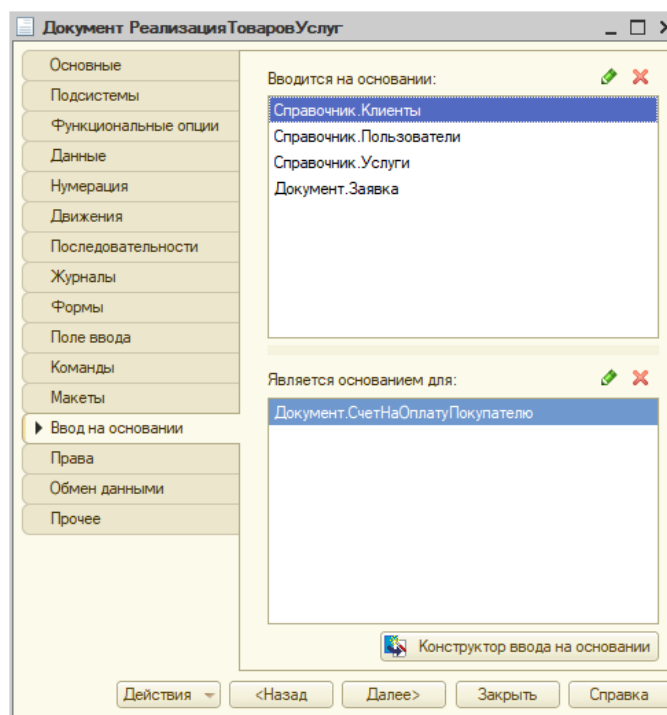 Документ РеализацияТоваровУслуг
Основные
Подсистемы
Функциональные опции
Данные
Нумерация
Движения
Последовательности
Журналы
Формы
Поле ввода
Команды
Макеты
Ввод на основании
Права
Обмен данными
Прочее
Вводится на основании:
Справочник.Клиенты
Справочник.Пользователи
Справочник.Услуги
Документ.Заявка
Является основанием для:
Документ.СчетНаОплатуПокупателю
Конструктор ввода на основании
Действия
<Назад
Далее>
Закрыть
Справка